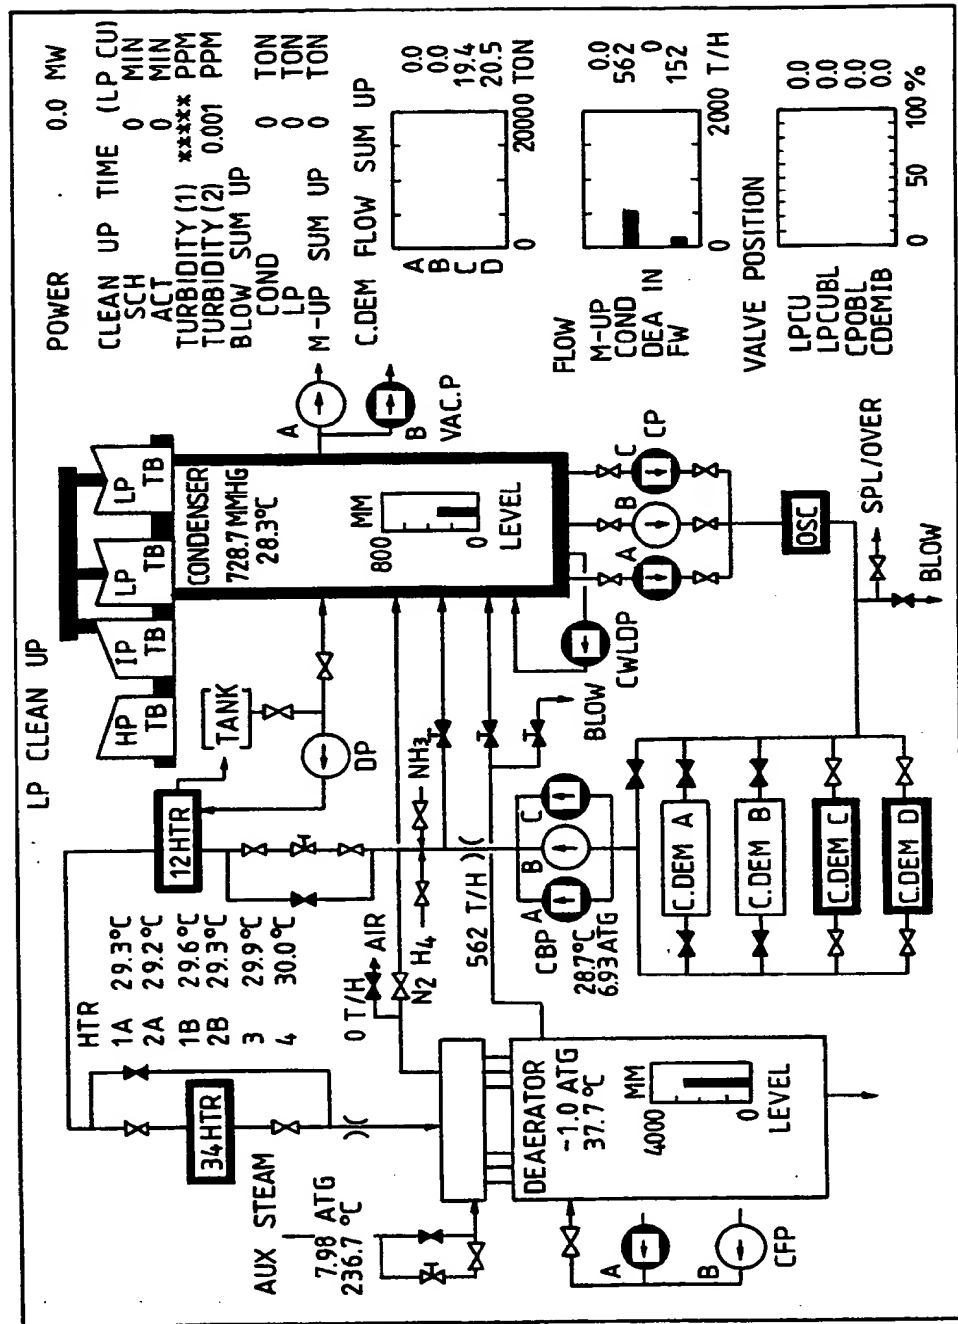 LP CLEAN UP
POWER 0.0 MW
CLEAN UP TIME (LP CU)
SCH 0 MIN
ACT 0 MIN
TURBIDITY (1) ***** PPM
TURBIDITY (2) 0.001 PPM
BLOW SUM UP
COND 0 TON
LP 0 TON
M-UP SUM UP 0 TON
C.DEM FLOW SUM UP
A 0.0
B 0.0
C 19.4
D 20.5
0 20000 TON
FLOW
M-UP 0.0
COND 562
DEA IN 0
FW 152
0 2000 T/H
VALVE POSITION
LPCU 0.0
LPCUBL 0.0
CPOBL 0.0
CDEMIB 0.0
0 50 100 %
HP TB
IP TB
LP TB
LP TB
CONDENSER
728.7 MMHG
28.3°C
MM
800
0
LEVEL
A
B
VAC.P
[TANK]
DP
12HTR
HTR
1A 29.3°C
2A 29.2°C
1B 29.6°C
2B 29.3°C
3 29.9°C
4 30.0°C
34HTR
0 T/H
AIR
N2 H4
NH3
562 T/H
BLOW
CWLDP
A
B
C
CP
OSC
SPL/OVER
BLOW
CBP
A
B
C
28.7°C
6.93 ATG
C.DEM A
C.DEM B
C.DEM C
C.DEM D
AUX STEAM
7.98 ATG
236.7 °C
DEAERATOR
-1.0 ATG
37.7 °C
MM
4000
0
LEVEL
A
B
CFP